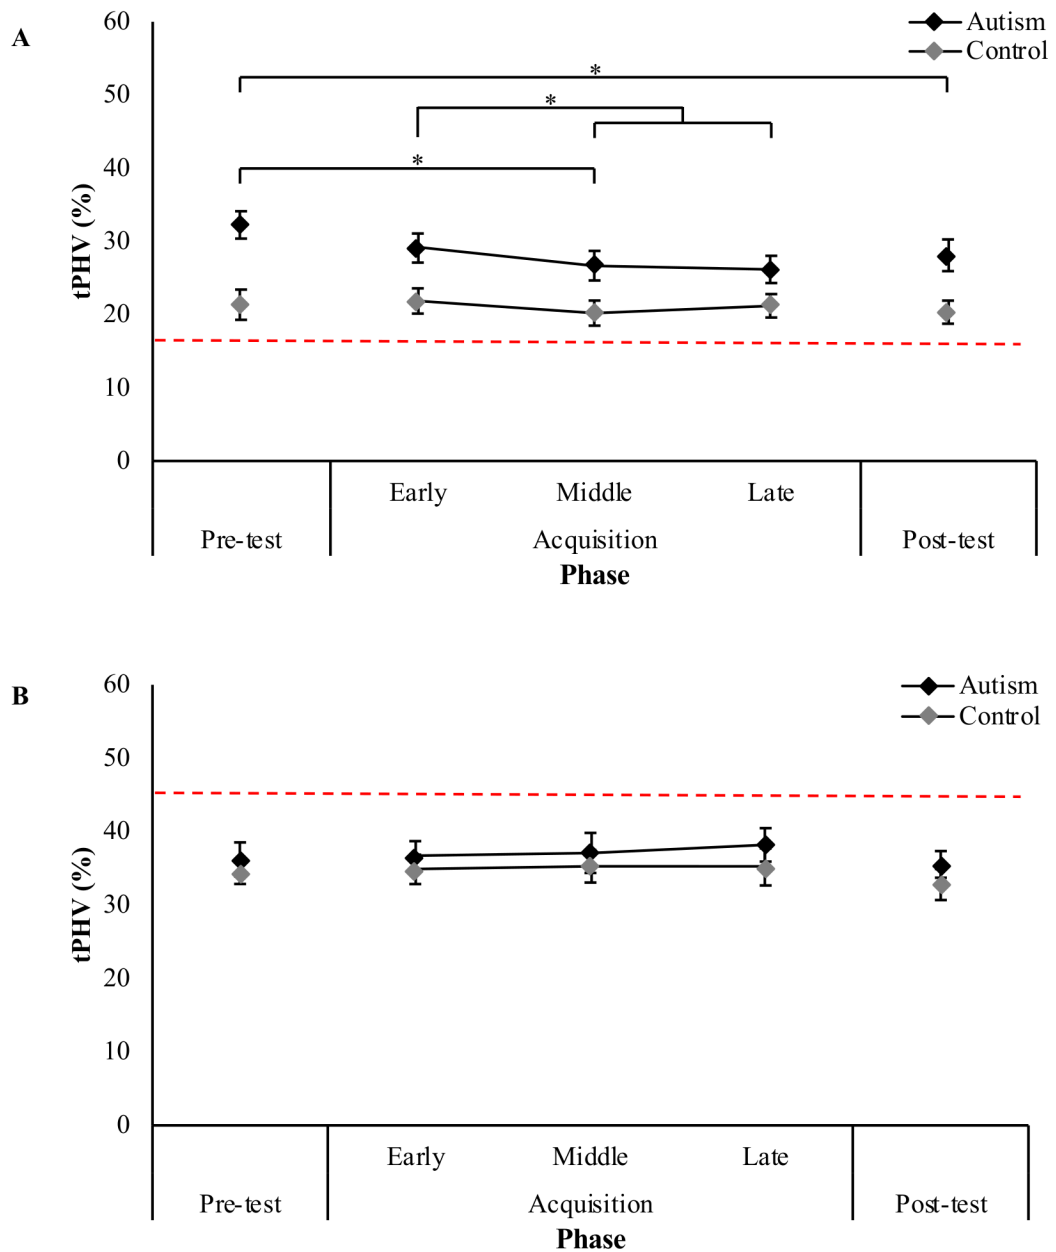 A
60
50
40
30
20
10
0
tPHV (%)
Autism
Control
*
*
*
Early Middle Late
Pre-test Acquisition Post-test
Phase
B
60
50
40
30
20
10
0
tPHV (%)
Autism
Control
Early Middle Late
Pre-test Acquisition Post-test
Phase